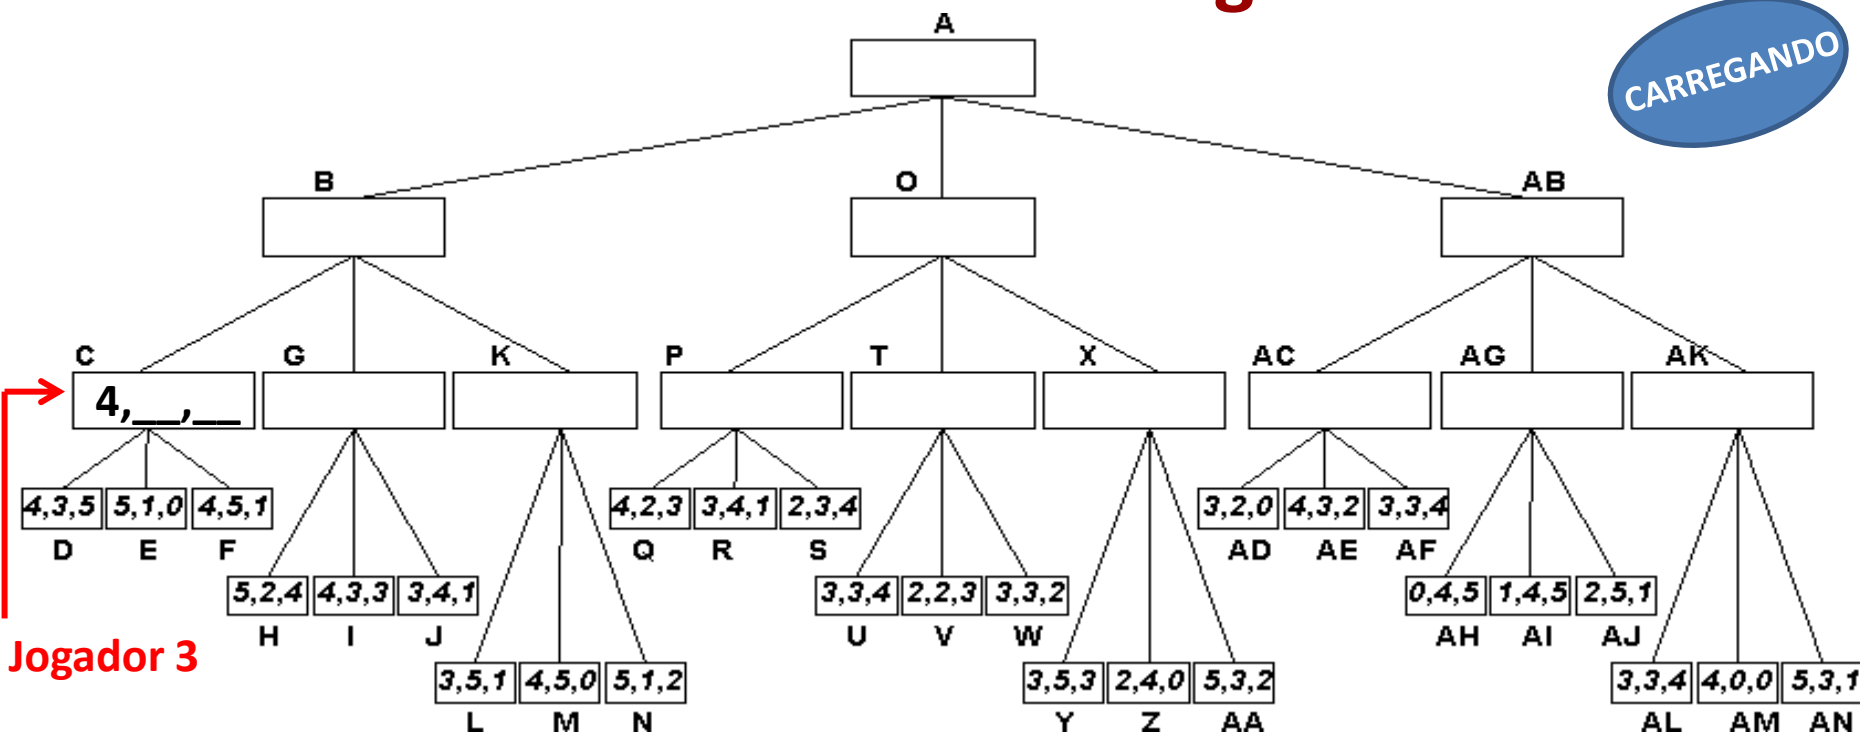 g
A
CARREGANDO
B O AB
C G K P T X AC AG AK
4,__,__
4,3,5 5,1,0 4,5,1 4,2,3 3,4,1 2,3,4 3,2,0 4,3,2 3,3,4
D E F Q R S AD AE AF
5,2,4 4,3,3 3,4,1 3,3,4 2,2,3 3,3,2 0,4,5 1,4,5 2,5,1
H I J U V W AH AI AJ
Jogador 3
3,5,1 4,5,0 5,1,2 3,5,3 2,4,0 5,3,2 3,3,4 4,0,0 5,3,1
L M N Y Z AA AL AM AN